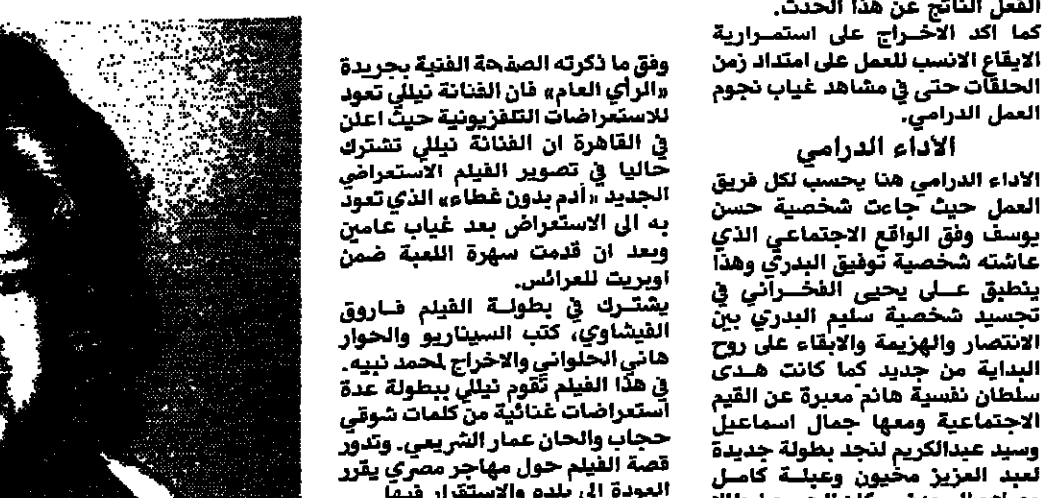 الفعل الناتج عن هذا الحدث.
كما اكد الاخراج على استمرارية
الايقاع الانسب للعمل على امتداد زمن
الحلقات حتى في مشاهد غياب نجوم
العمل الدرامي.
الأداء الدرامي
الاداء الدرامي هنا يحسب لكل فريق
العمل حيث جاءت شخصية حسن
يوسف وفق الواقع الاجتماعي الذي
عاشته شخصية توفيق البدري وهذا
ينطبق على يحيى الفخراني في
تجسيد شخصية سليم البدري بين
الانتصار والهزيمة والابقاء على روح
البداية من جديد كما كانت هدى
سلطان نفسية هانم معبرة عن القيم
الاجتماعية ومعها جمال اسماعيل
وسيد عبدالكريم لنجد بطولة جديدة
لعبد العزيز مخيون وعبلة كامل
وفق ما ذكرته الصفحة الفنية بجريدة
«الرأي العام» فان الفنانة نيللي تعود
للاستعراضات التلفزيونية حيث اعلن
في القاهرة ان الفنانة نيللي تشترك
حاليا في تصوير الفيلم الاستعراضي
الجديد «أدم بدون غطاء» الذي تعود
به الى الاستعراض بعد غياب عامين
وبعد ان قدمت سهرة اللعبة ضمن
اوبريت للعرائس.
يشترك في بطولة الفيلم فاروق
الفيشاوي، كتب السيناريو والحوار
هاني الحلواني والاخراج لمحمد نبيه.
في هذا الفيلم تقوم نيللي ببطولة عدة
استعراضات غنائية من كلمات شوقي
حجاب والحان عمار الشريعي. وتدور
قصة الفيلم حول مهاجر مصري يقرر
العودة الى بلده والاستقرار فيها